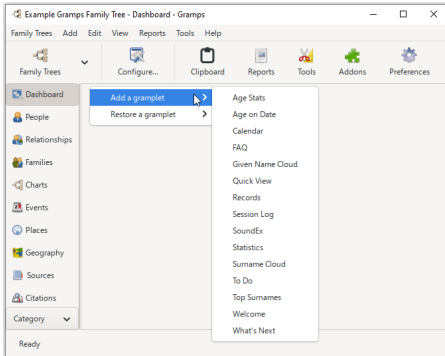 Example Gramps Family Tree - Dashboard - Gramps
Family Trees Add Edit View Reports Tools Help
Family Trees Configure... Clipboard Reports Tools Addons Preferences
Dashboard
People
Relationships
Families
Charts
Events
Places
Geography
Sources
Citations
Category
Add a gramplet
Restore a gramplet
Age Stats
Age on Date
Calendar
FAQ
Given Name Cloud
Quick View
Records
Session Log
SoundEx
Statistics
Surname Cloud
To Do
Top Surnames
Welcome
What's Next
Ready